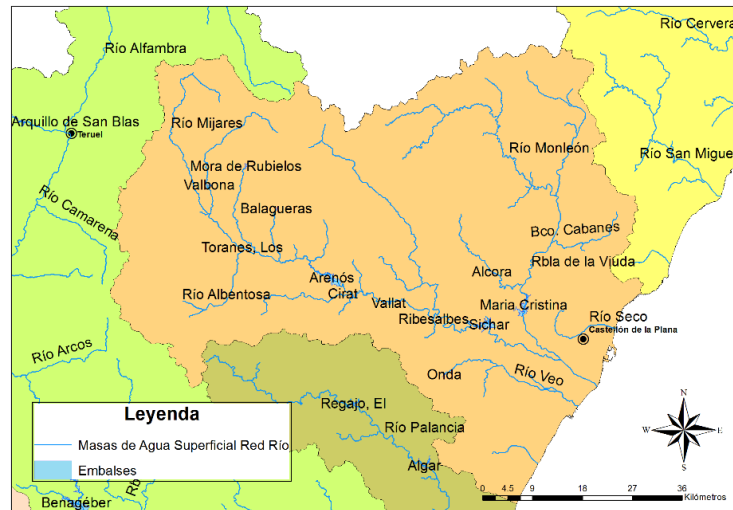 Río Cervera
Río Alfambra
Arquillo de San Blas
Teruel
Río Mijares
Río Monleón
Río San Migue
Mora de Rubielos
Valbona
Río Camarena
Balagueras
Bco. Cabanes
Toranes, Los
Rbla de la Viuda
Arenós
Alcora
Río Albentosa
Cirat
Vallat
Maria Cristina
Ribesalbes
Sichar
Río Seco
Castellón de la Plana
Río Arcos
Onda
Río Veo
Regajo, El
Río Palancia
Algar
Leyenda
Masas de Agua Superficial Red Río
Embalses
Rb
Benagéber
N
W
E
S
0 4.5 9 18 27 36
Kilómetros